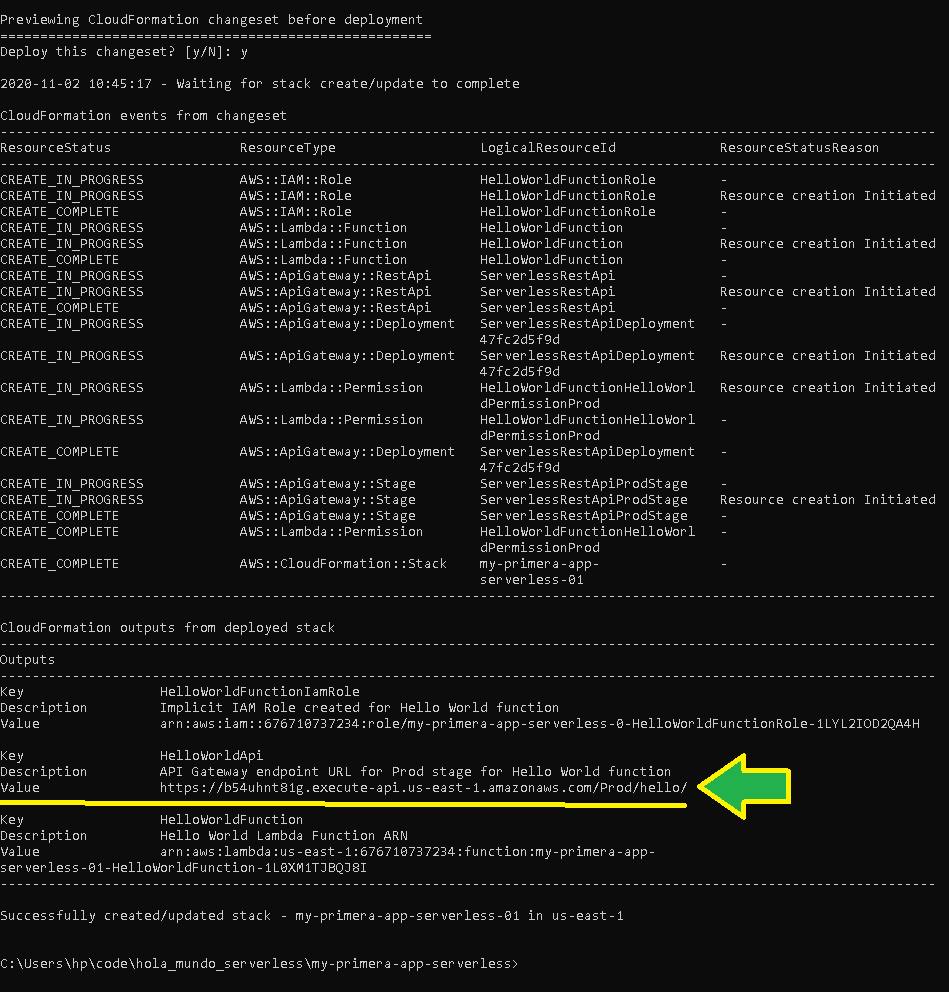 Previewing CloudFormation changeset before deployment
======================================================
Deploy this changeset? [y/N]: y
2020-11-02 10:45:17 - Waiting for stack create/update to complete
CloudFormation events from changeset
---------------------------------------------------------------------------------------------------------------------
ResourceStatus ResourceType LogicalResourceId ResourceStatusReason
---------------------------------------------------------------------------------------------------------------------
CREATE_IN_PROGRESS AWS::IAM::Role HelloWorldFunctionRole -
CREATE_IN_PROGRESS AWS::IAM::Role HelloWorldFunctionRole Resource creation Initiated
CREATE_COMPLETE AWS::IAM::Role HelloWorldFunctionRole -
CREATE_IN_PROGRESS AWS::Lambda::Function HelloWorldFunction -
CREATE_IN_PROGRESS AWS::Lambda::Function HelloWorldFunction Resource creation Initiated
CREATE_COMPLETE AWS::Lambda::Function HelloWorldFunction -
CREATE_IN_PROGRESS AWS::ApiGateway::RestApi ServerlessRestApi -
CREATE_IN_PROGRESS AWS::ApiGateway::RestApi ServerlessRestApi Resource creation Initiated
CREATE_COMPLETE AWS::ApiGateway::RestApi ServerlessRestApi -
CREATE_IN_PROGRESS AWS::ApiGateway::Deployment ServerlessRestApiDeployment -
47fc2d5f9d
CREATE_IN_PROGRESS AWS::ApiGateway::Deployment ServerlessRestApiDeployment Resource creation Initiated
47fc2d5f9d
CREATE_IN_PROGRESS AWS::Lambda::Permission HelloWorldFunctionHelloWorl Resource creation Initiated
dPermissionProd
CREATE_IN_PROGRESS AWS::Lambda::Permission HelloWorldFunctionHelloWorl -
dPermissionProd
CREATE_COMPLETE AWS::ApiGateway::Deployment ServerlessRestApiDeployment -
47fc2d5f9d
CREATE_IN_PROGRESS AWS::ApiGateway::Stage ServerlessRestApiProdStage -
CREATE_IN_PROGRESS AWS::ApiGateway::Stage ServerlessRestApiProdStage Resource creation Initiated
CREATE_COMPLETE AWS::ApiGateway::Stage ServerlessRestApiProdStage -
CREATE_COMPLETE AWS::Lambda::Permission HelloWorldFunctionHelloWorl -
dPermissionProd
CREATE_COMPLETE AWS::CloudFormation::Stack my-primera-app- -
serverless-01
---------------------------------------------------------------------------------------------------------------------
CloudFormation outputs from deployed stack
---------------------------------------------------------------------------------------------------------------------
Outputs
---------------------------------------------------------------------------------------------------------------------
Key HelloWorldFunctionIamRole
Description Implicit IAM Role created for Hello World function
Value arn:aws:iam::676710737234:role/my-primera-app-serverless-0-HelloWorldFunctionRole-1LYL2IOD2QA4H
Key HelloWorldApi
Description API Gateway endpoint URL for Prod stage for Hello World function
Value https://b54uhnt81g.execute-api.us-east-1.amazonaws.com/Prod/hello/
Key HelloWorldFunction
Description Hello World Lambda Function ARN
Value arn:aws:lambda:us-east-1:676710737234:function:my-primera-app-
serverless-01-HelloWorldFunction-1L0XM1TJBQJ8I
---------------------------------------------------------------------------------------------------------------------
Successfully created/updated stack - my-primera-app-serverless-01 in us-east-1
C:\Users\hp\code\hola_mundo_serverless\my-primera-app-serverless>